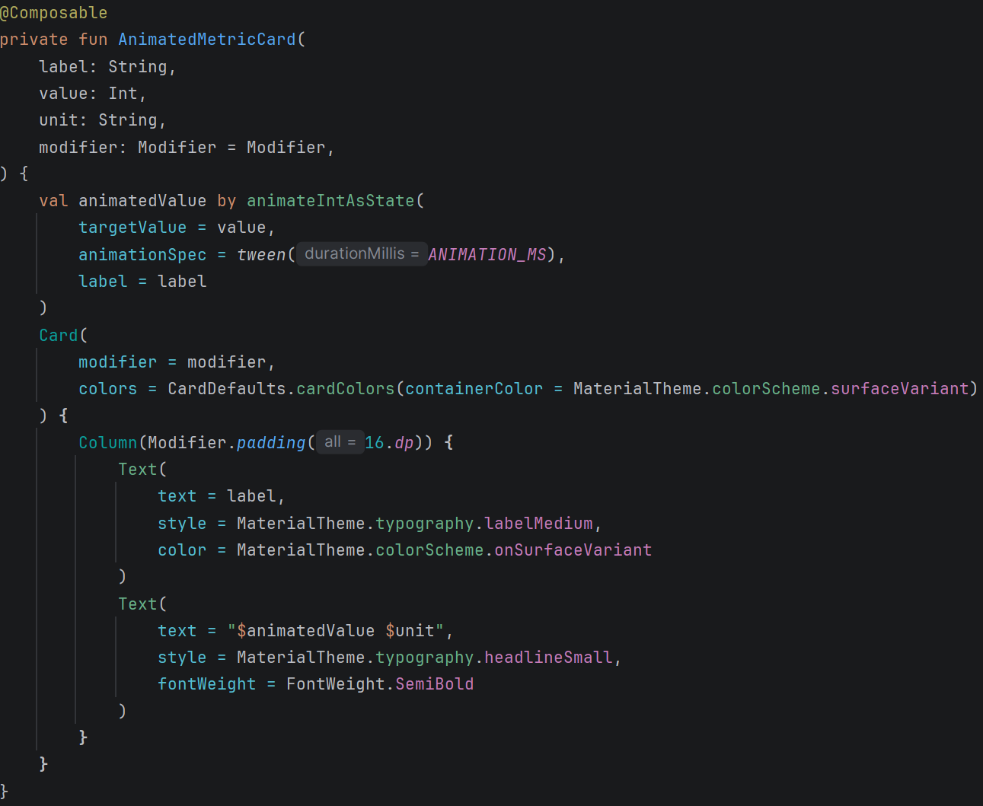 @Composable
private fun AnimatedMetricCard(
    label: String,
    value: Int,
    unit: String,
    modifier: Modifier = Modifier,
) {
    val animatedValue by animateIntAsState(
        targetValue = value,
        animationSpec = tween( durationMillis = ANIMATION_MS),
        label = label
    )
    Card(
        modifier = modifier,
        colors = CardDefaults.cardColors(containerColor = MaterialTheme.colorScheme.surfaceVariant)
    ) {
        Column(Modifier.padding( all = 16.dp)) {
            Text(
                text = label,
                style = MaterialTheme.typography.labelMedium,
                color = MaterialTheme.colorScheme.onSurfaceVariant
            )
            Text(
                text = "$animatedValue $unit",
                style = MaterialTheme.typography.headlineSmall,
                fontWeight = FontWeight.SemiBold
            )
        }
    }
}